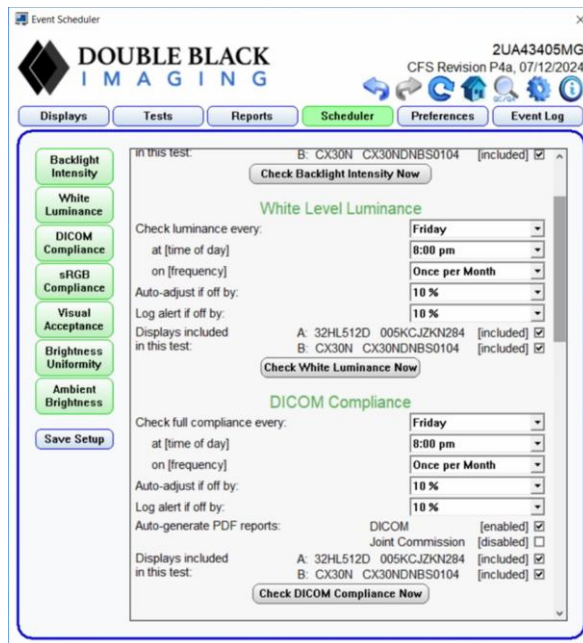 Event Scheduler
DOUBLE BLACK
IMAGING
2UA43405MG
CFS Revision P4a, 07/12/2024
QC/QA
Displays Tests Reports Scheduler Preferences Event Log
Backlight
Intensity
White
Luminance
DICOM
Compliance
sRGB
Compliance
Visual
Acceptance
Brightness
Uniformity
Ambient
Brightness
Save Setup
in this test: B: CX30N CX30NDNBS0104 [included]
Check Backlight Intensity Now
White Level Luminance
Check luminance every: Friday
at [time of day] 8:00 pm
on [frequency] Once per Month
Auto-adjust if off by: 10 %
Log alert if off by: 10 %
Displays included A: 32HL512D 005KCJZKN284 [included]
in this test: B: CX30N CX30NDNBS0104 [included]
Check White Luminance Now
DICOM Compliance
Check full compliance every: Friday
at [time of day] 8:00 pm
on [frequency] Once per Month
Auto-adjust if off by: 10 %
Log alert if off by: 10 %
Auto-generate PDF reports: DICOM [enabled]
Joint Commission [disabled]
Displays included A: 32HL512D 005KCJZKN284 [included]
in this test: B: CX30N CX30NDNBS0104 [included]
Check DICOM Compliance Now